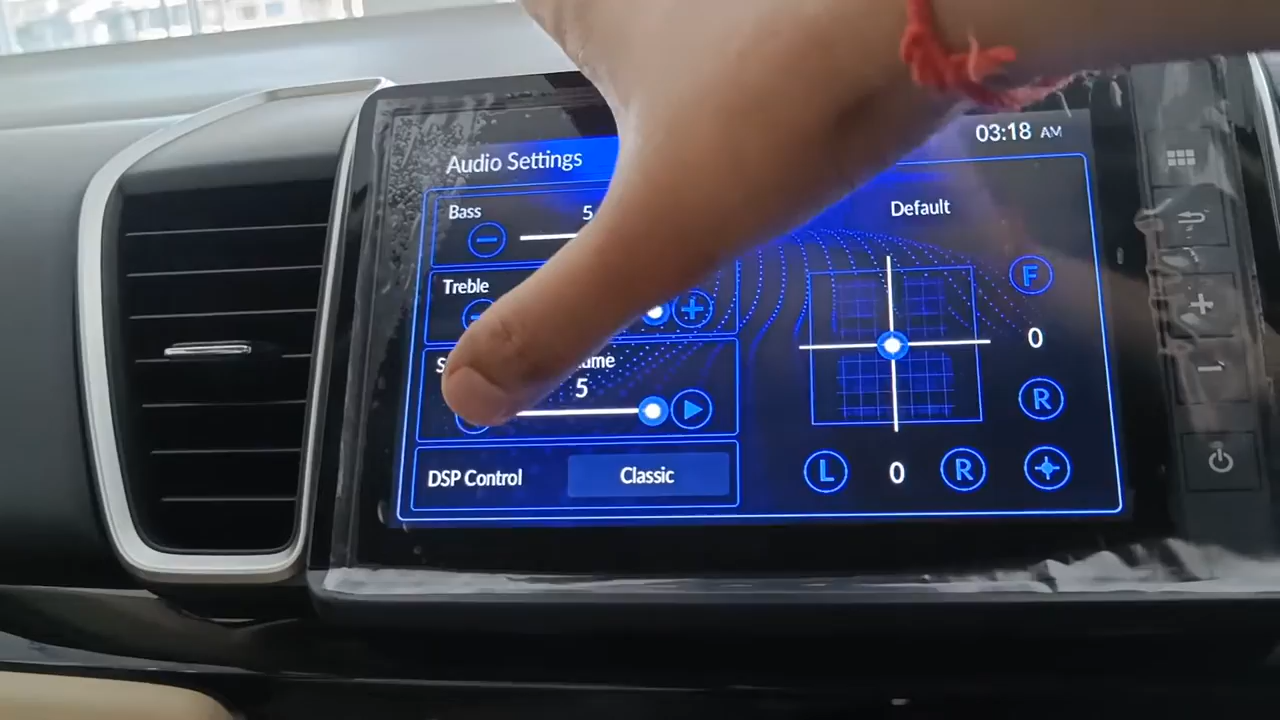 Audio Settings
03:18 AM
Bass
5
Default
F
Treble
0
5
R
DSP Control
Classic
L
0
R